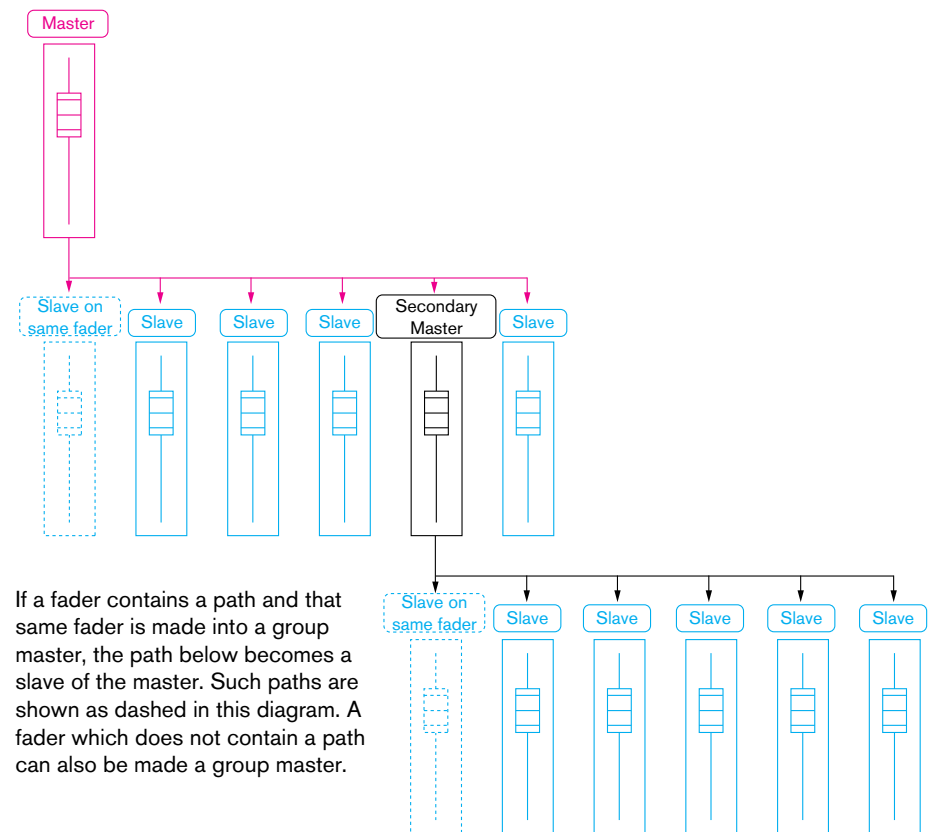 Master
Slave on
same fader
Slave
Slave
Slave
Secondary
Master
Slave
If a fader contains a path and that
same fader is made into a group
master, the path below becomes a
slave of the master. Such paths are
shown as dashed in this diagram. A
fader which does not contain a path
can also be made a group master.
Slave on
same fader
Slave
Slave
Slave
Slave
Slave